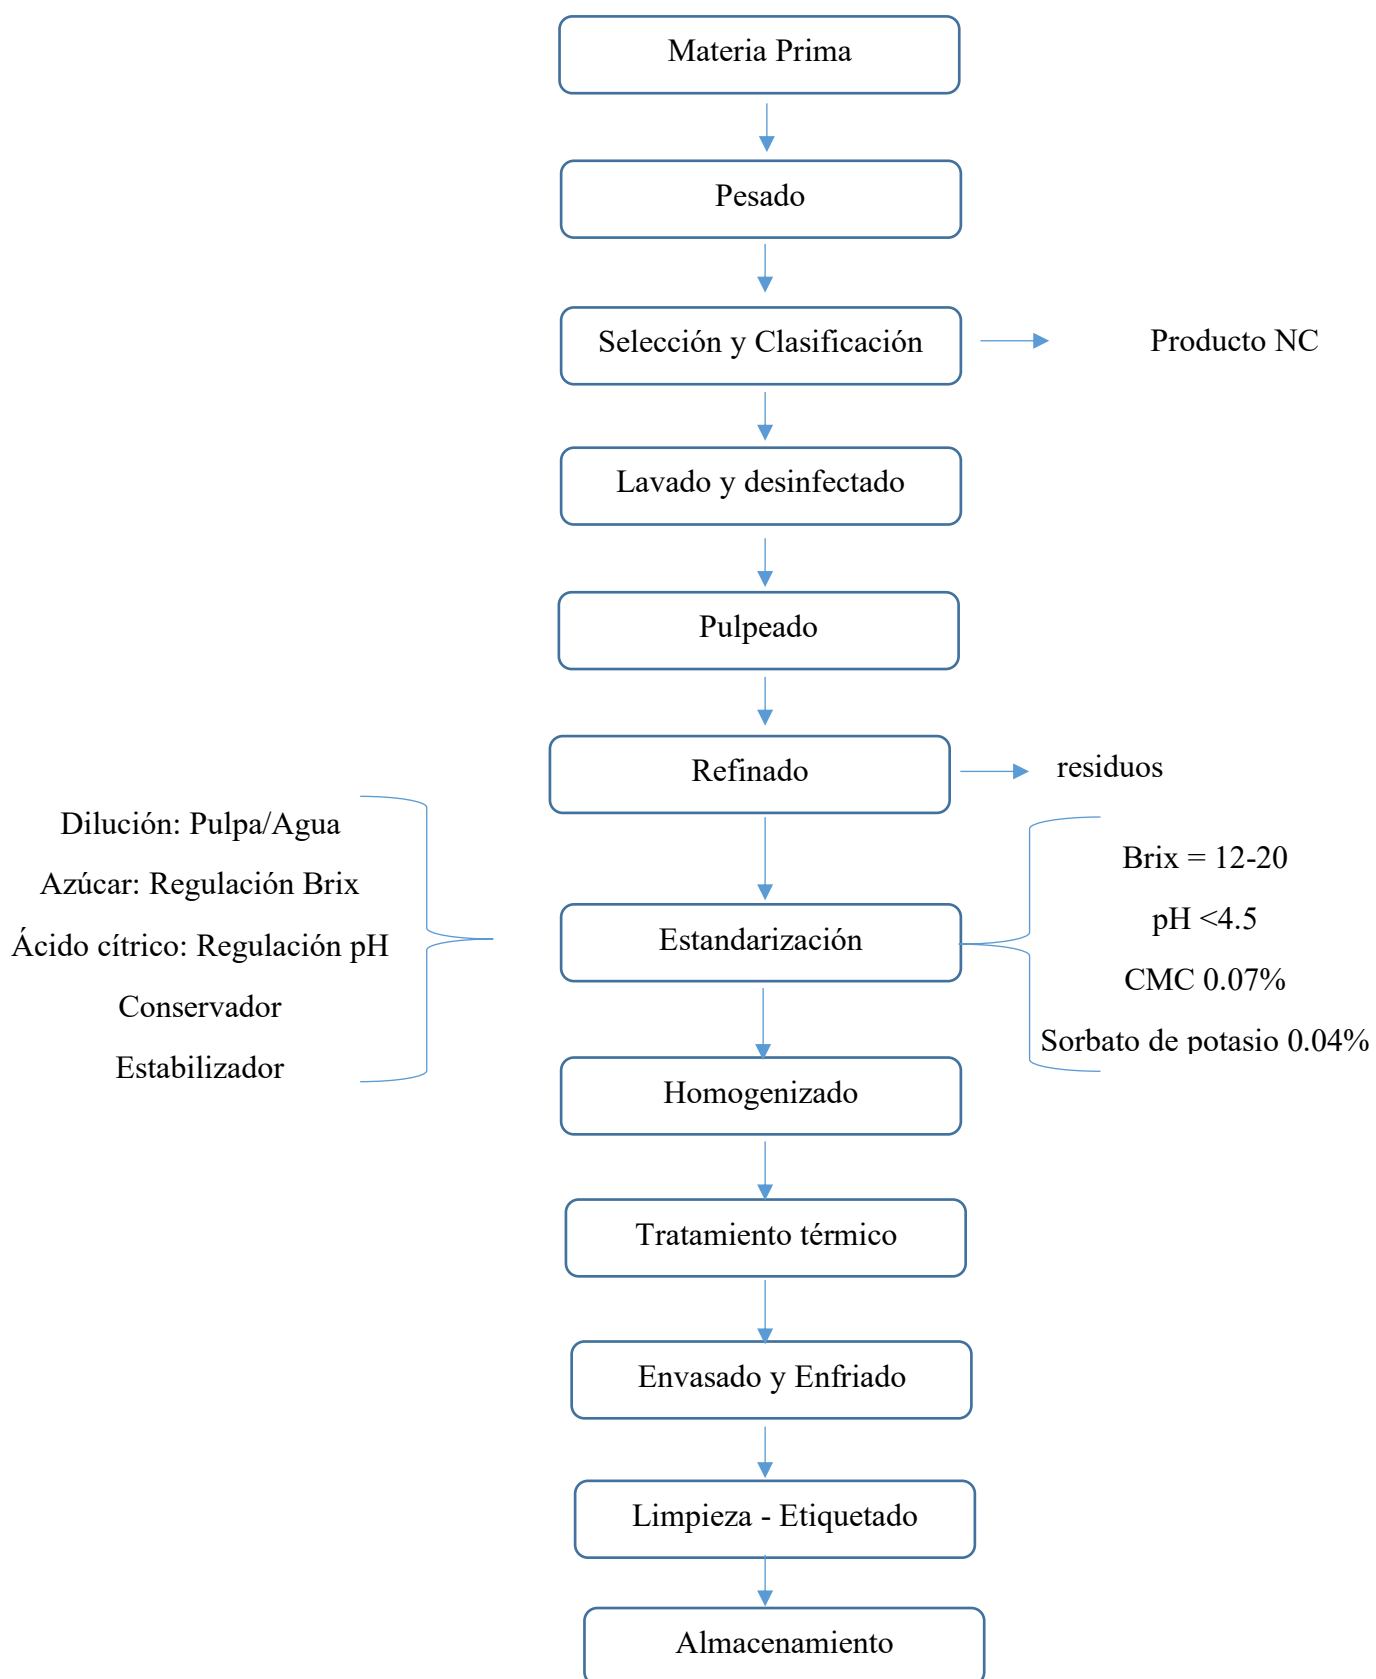 Materia Prima
Pesado
Selección y Clasificación
Producto NC
Lavado y desinfectado
Pulpeado
Refinado
residuos
Dilución: Pulpa/Agua
Azúcar: Regulación Brix
Ácido cítrico: Regulación pH
Conservador
Estabilizador
Estandarización
Brix = 12-20
pH <4.5
CMC 0.07%
Sorbato de potasio 0.04%
Homogenizado
Tratamiento térmico
Envasado y Enfriado
Limpieza - Etiquetado
Almacenamiento